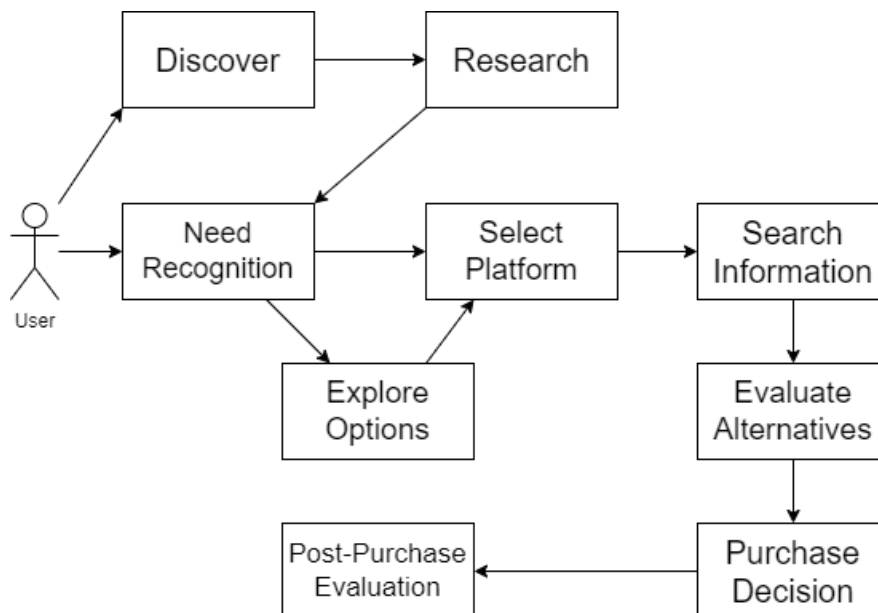 Discover
Research
Need
Recognition
Select
Platform
Search
Information
User
Explore
Options
Evaluate
Alternatives
Post-Purchase
Evaluation
Purchase
Decision